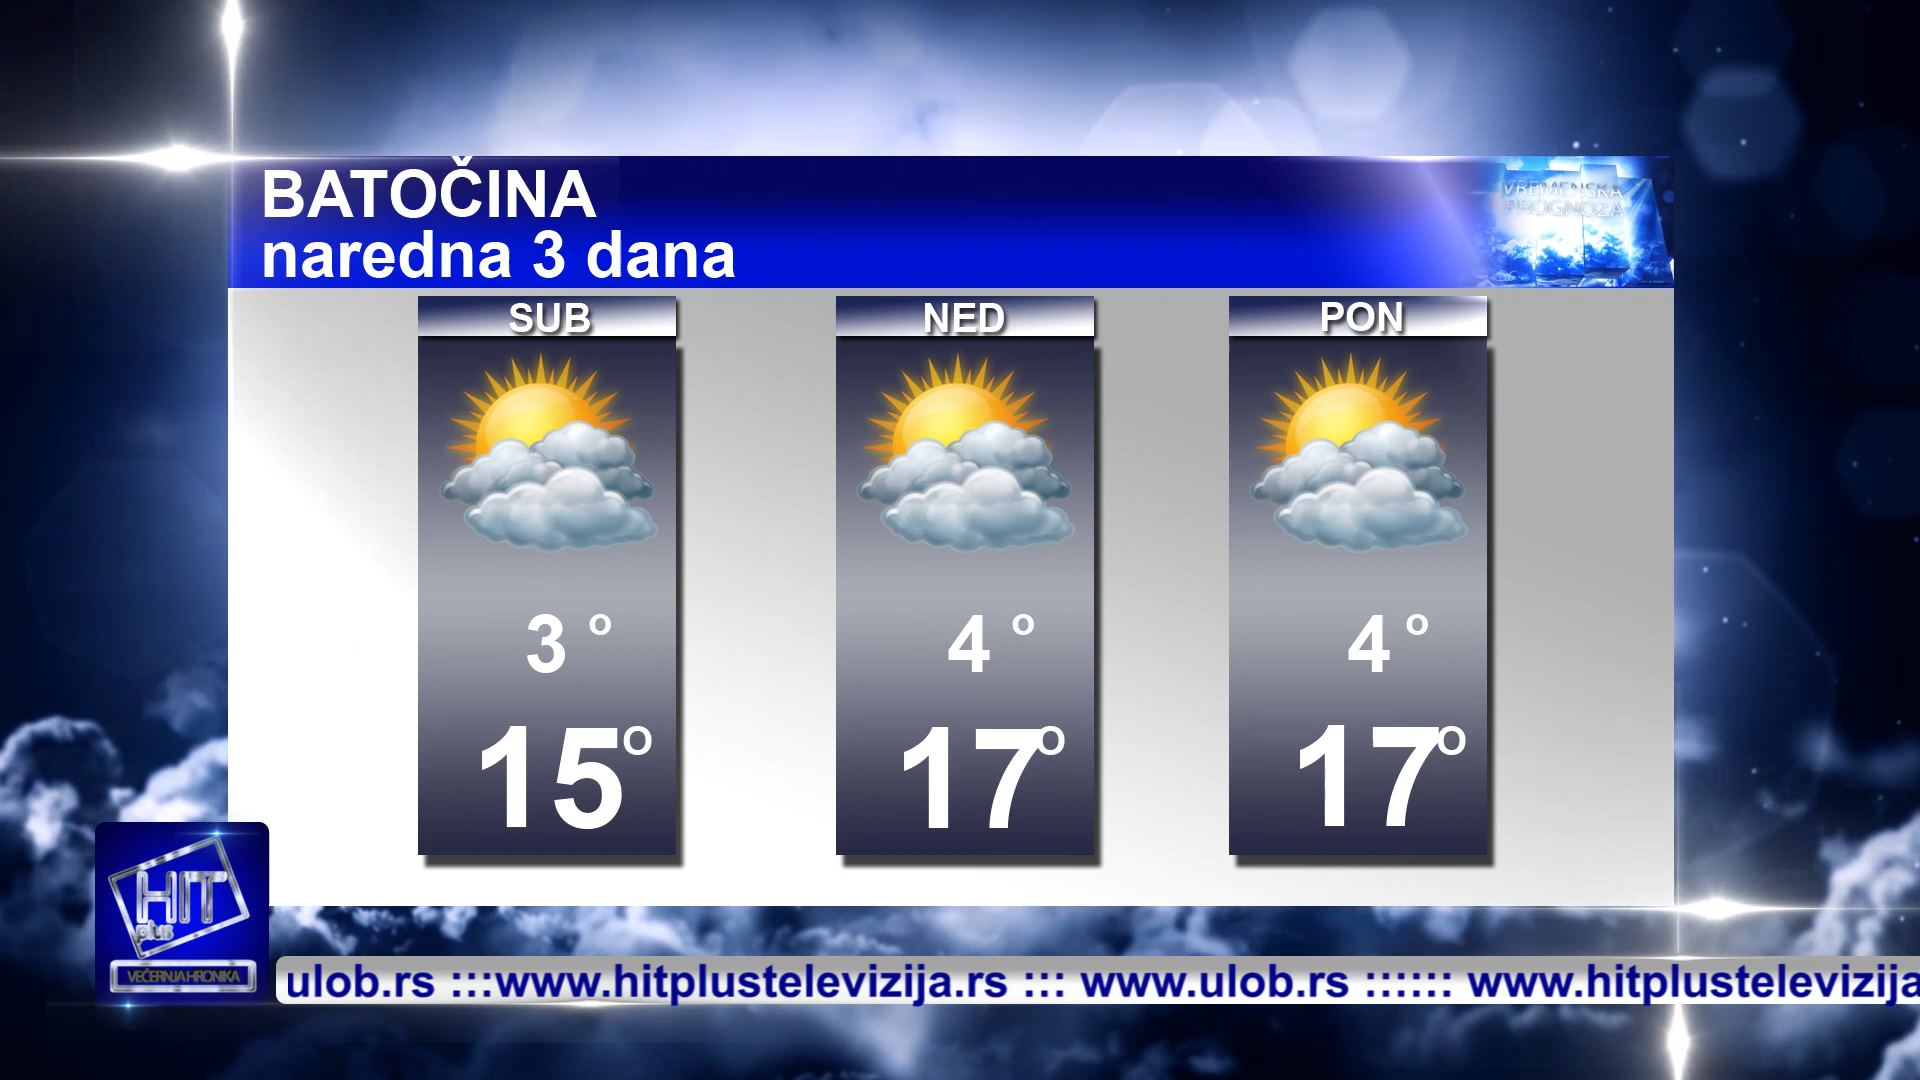 BATOČINA
naredna 3 dana
VREMENSKA
PROGNOZA
SUB
NED
PON
3 °
4 °
4 °
15°
17°
17°
HIT
plus
VEČERNJA HRONIKA
ulob.rs :::www.hitplustelevizija.rs ::: www.ulob.rs :::::: www.hitplustelevizija